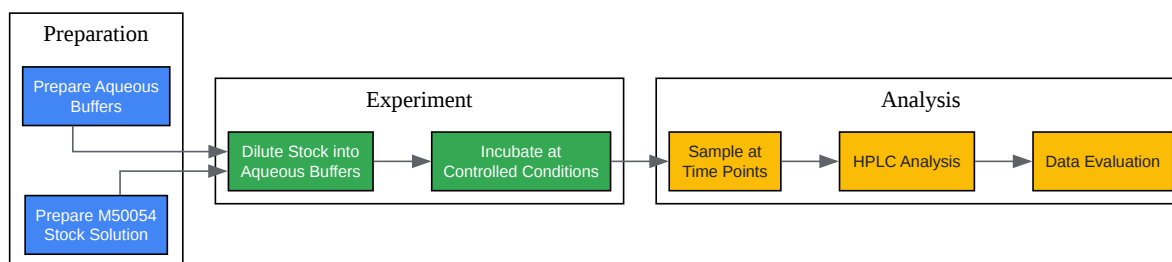 Preparation
Prepare Aqueous
Buffers
Prepare M50054
Stock Solution
Experiment
Dilute Stock into
Aqueous Buffers
Incubate at
Controlled Conditions
Analysis
Sample at
Time Points
HPLC Analysis
Data Evaluation